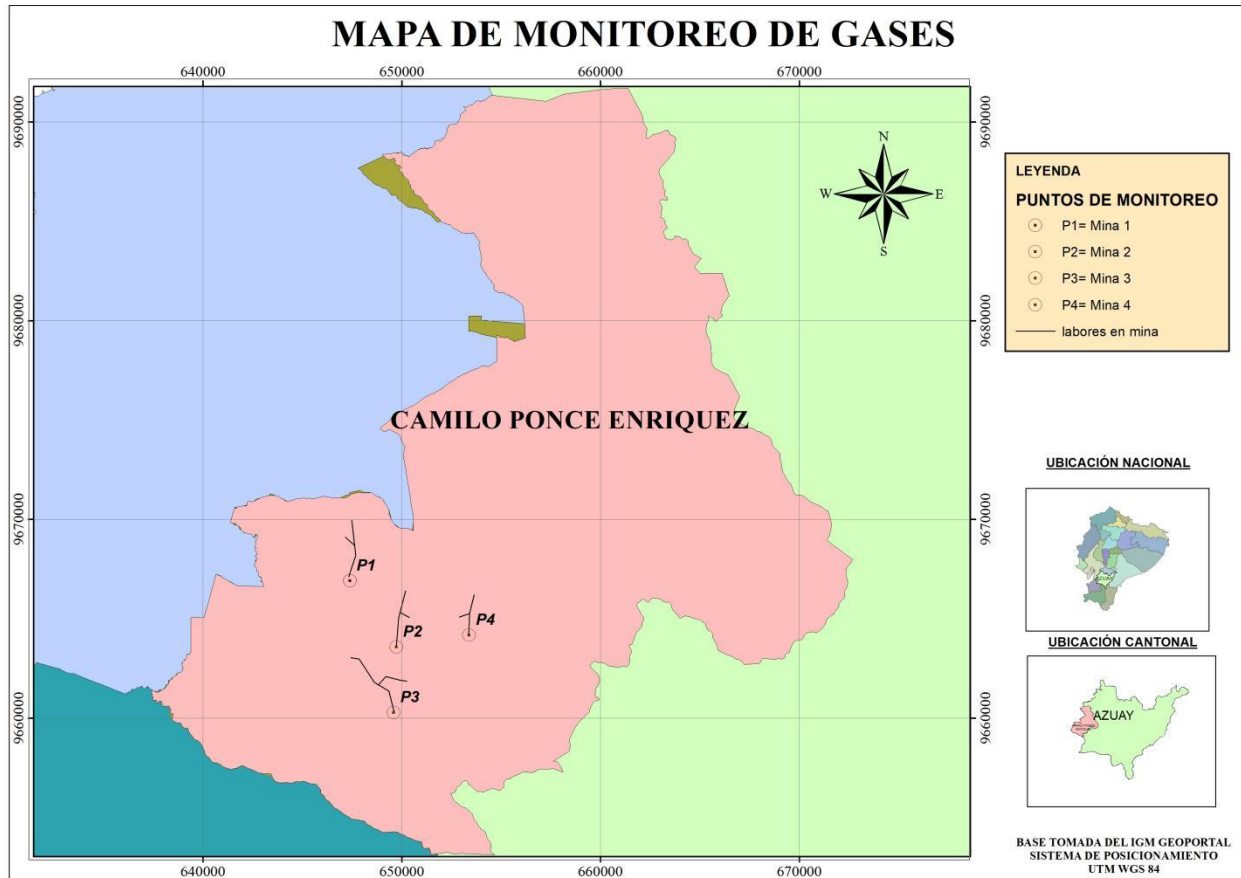 MAPA DE MONITOREO DE GASES
640000 650000 660000 670000
9690000 9690000
9680000 9680000
9670000 9670000
9660000 9660000
CAMILO PONCE ENRIQUEZ
P1
P2
P4
P3
640000 650000 660000 670000
N
W E
S
LEYENDA
PUNTOS DE MONITOREO
P1= Mina 1
P2= Mina 2
P3= Mina 3
P4= Mina 4
labores en mina
UBICACIÓN NACIONAL
AZUAY
UBICACIÓN CANTONAL
AZUAY
BASE TOMADA DEL IGM GEOPORTAL
SISTEMA DE POSICIONAMIENTO
UTM WGS 84